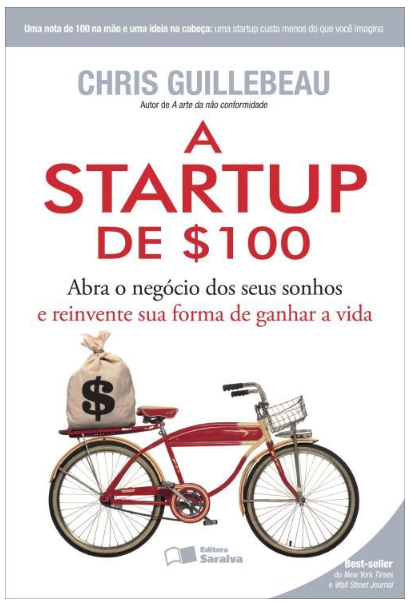 Uma nota de 100 na mão e uma ideia na cabeça: uma startup custa menos do que você imagina
CHRIS GUILLEBEAU
Autor de A arte da não conformidade
A
STARTUP
DE $100
Abra o negócio dos seus sonhos
e reinvente sua forma de ganhar a vida
$
Editora
Saraiva
Best-seller
do New York Times
e Wall Street Journal